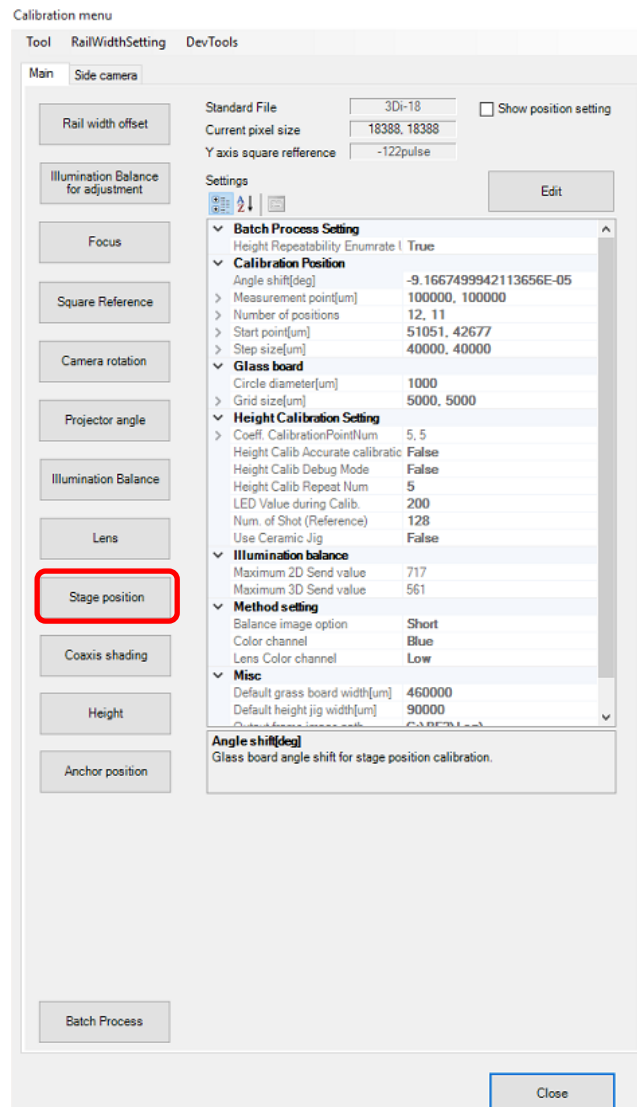 Calibration menu
Tool RailWidthSetting DevTools
Main Side camera
Rail width offset
Illumination Balance
for adjustment
Focus
Square Reference
Camera rotation
Projector angle
Illumination Balance
Lens
Stage position
Coaxis shading
Height
Anchor position
Batch Process
Standard File 3Di-18 Show position setting
Current pixel size 18388, 18388
Y axis square refference -122pulse
Settings
Edit
Batch Process Setting
Height Repeatability Enumrate True
Calibration Position
Angle shift[deg] -9.1667499942113656E-05
Measurement point[um] 100000, 100000
Number of positions 12, 11
Start point[um] 51051, 42677
Step size[um] 40000, 40000
Glass board
Circle diameter[um] 1000
Grid size[um] 5000, 5000
Height Calibration Setting
Coeff. CalibrationPointNum 5, 5
Height Calib Accurate calibratic False
Height Calib Debug Mode False
Height Calib Repeat Num 5
LED Value during Calib. 200
Num. of Shot (Reference) 128
Use Ceramic Jig False
Illumination balance
Maximum 2D Send value 717
Maximum 3D Send value 561
Method setting
Balance image option Short
Color channel Blue
Lens Color channel Low
Misc
Default grass board width[um] 460000
Default height jig width[um] 90000
Angle shift[deg]
Glass board angle shift for stage position calibration.
Close